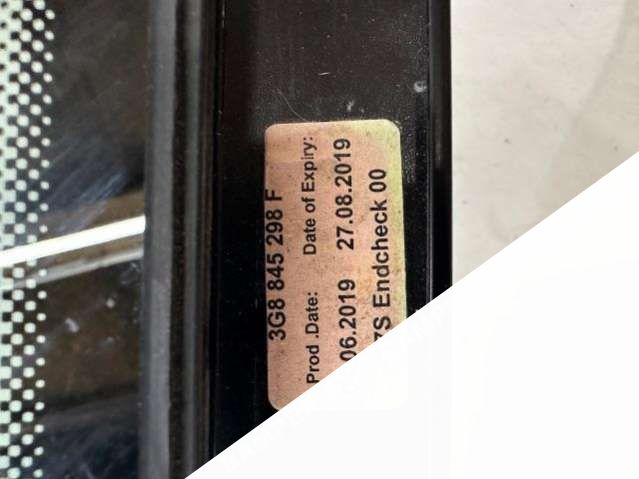 3G8 845 298 F
Prod .Date: Date of Expiry:
06.2019 27.08.2019
Endcheck 00